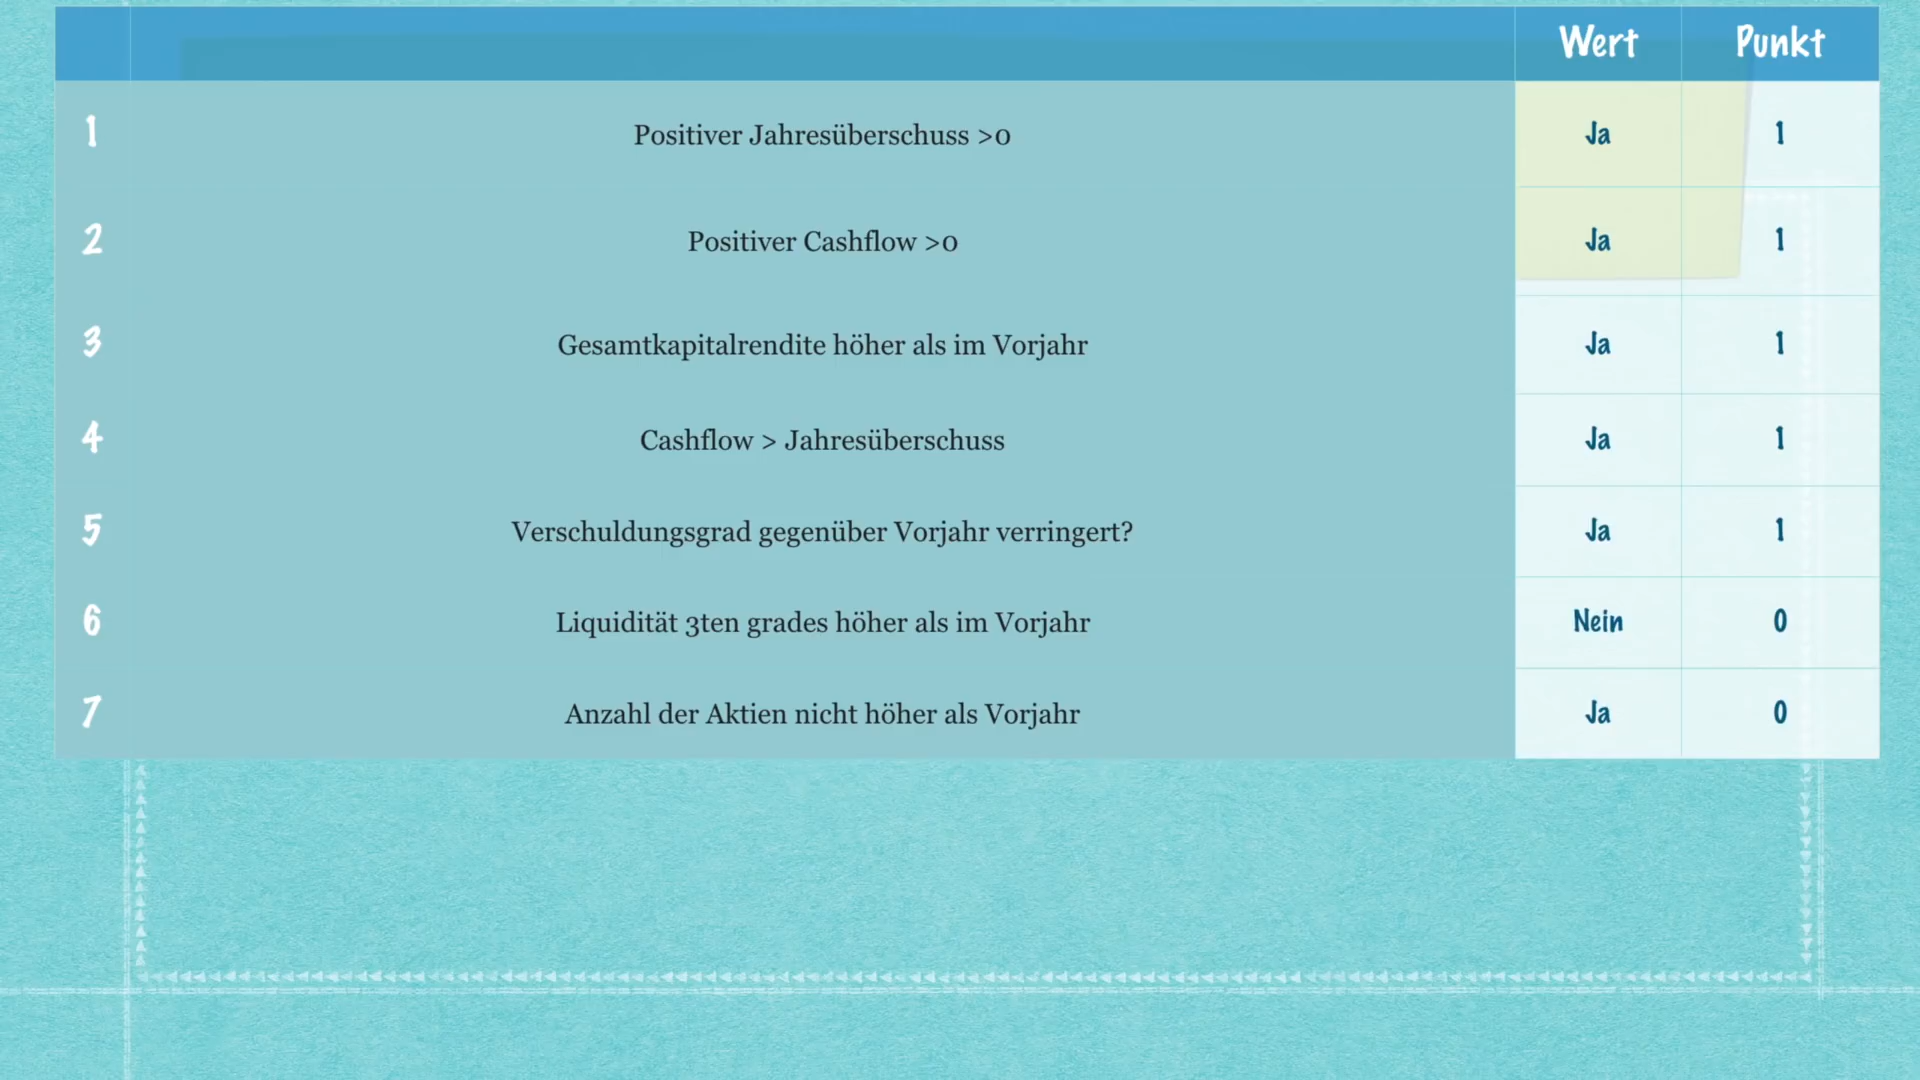 Wert Punkt
1 Positiver Jahresüberschuss >0 Ja 1
2 Positiver Cashflow >0 Ja 1
3 Gesamtkapitalrendite höher als im Vorjahr Ja 1
4 Cashflow > Jahresüberschuss Ja 1
5 Verschuldungsgrad gegenüber Vorjahr verringert? Ja 1
6 Liquidität 3ten grades höher als im Vorjahr Nein 0
7 Anzahl der Aktien nicht höher als Vorjahr Ja 0